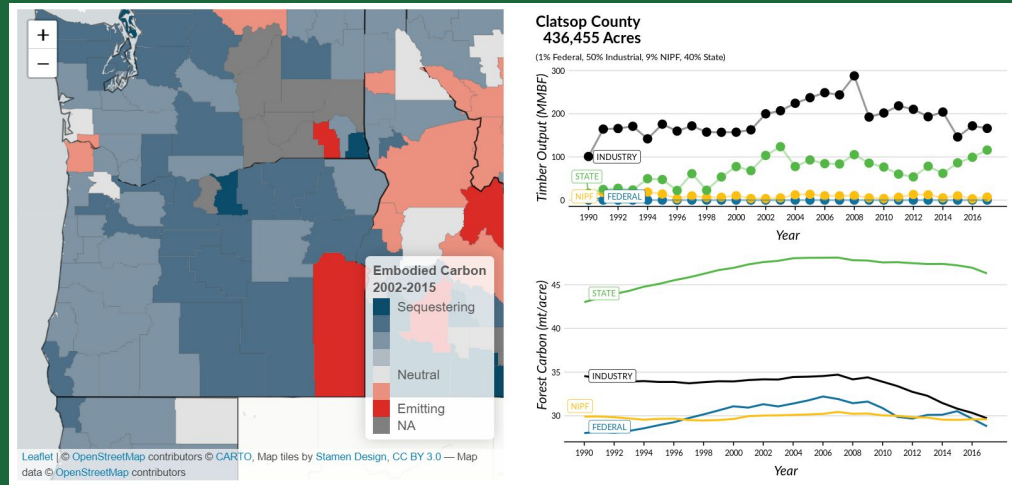 +
−
Embodied Carbon
2002-2015
Sequestering
Neutral
Emitting
NA
Leaflet | © OpenStreetMap contributors © CARTO, Map tiles by Stamen Design, CC BY 3.0 — Map
data © OpenStreetMap contributors
Clatsop County
436,455 Acres
(1% Federal, 50% Industrial, 9% NIPF, 40% State)
Timber Output (MMBF)
300
200
100
0
INDUSTRY
STATE
NIPF
FEDERAL
1990 1992 1994 1996 1998 2000 2002 2004 2006 2008 2010 2012 2014 2016
Year
Forest Carbon (mt/acre)
45
40
35
30
STATE
INDUSTRY
NIPF
FEDERAL
1990 1992 1994 1996 1998 2000 2002 2004 2006 2008 2010 2012 2014 2016
Year